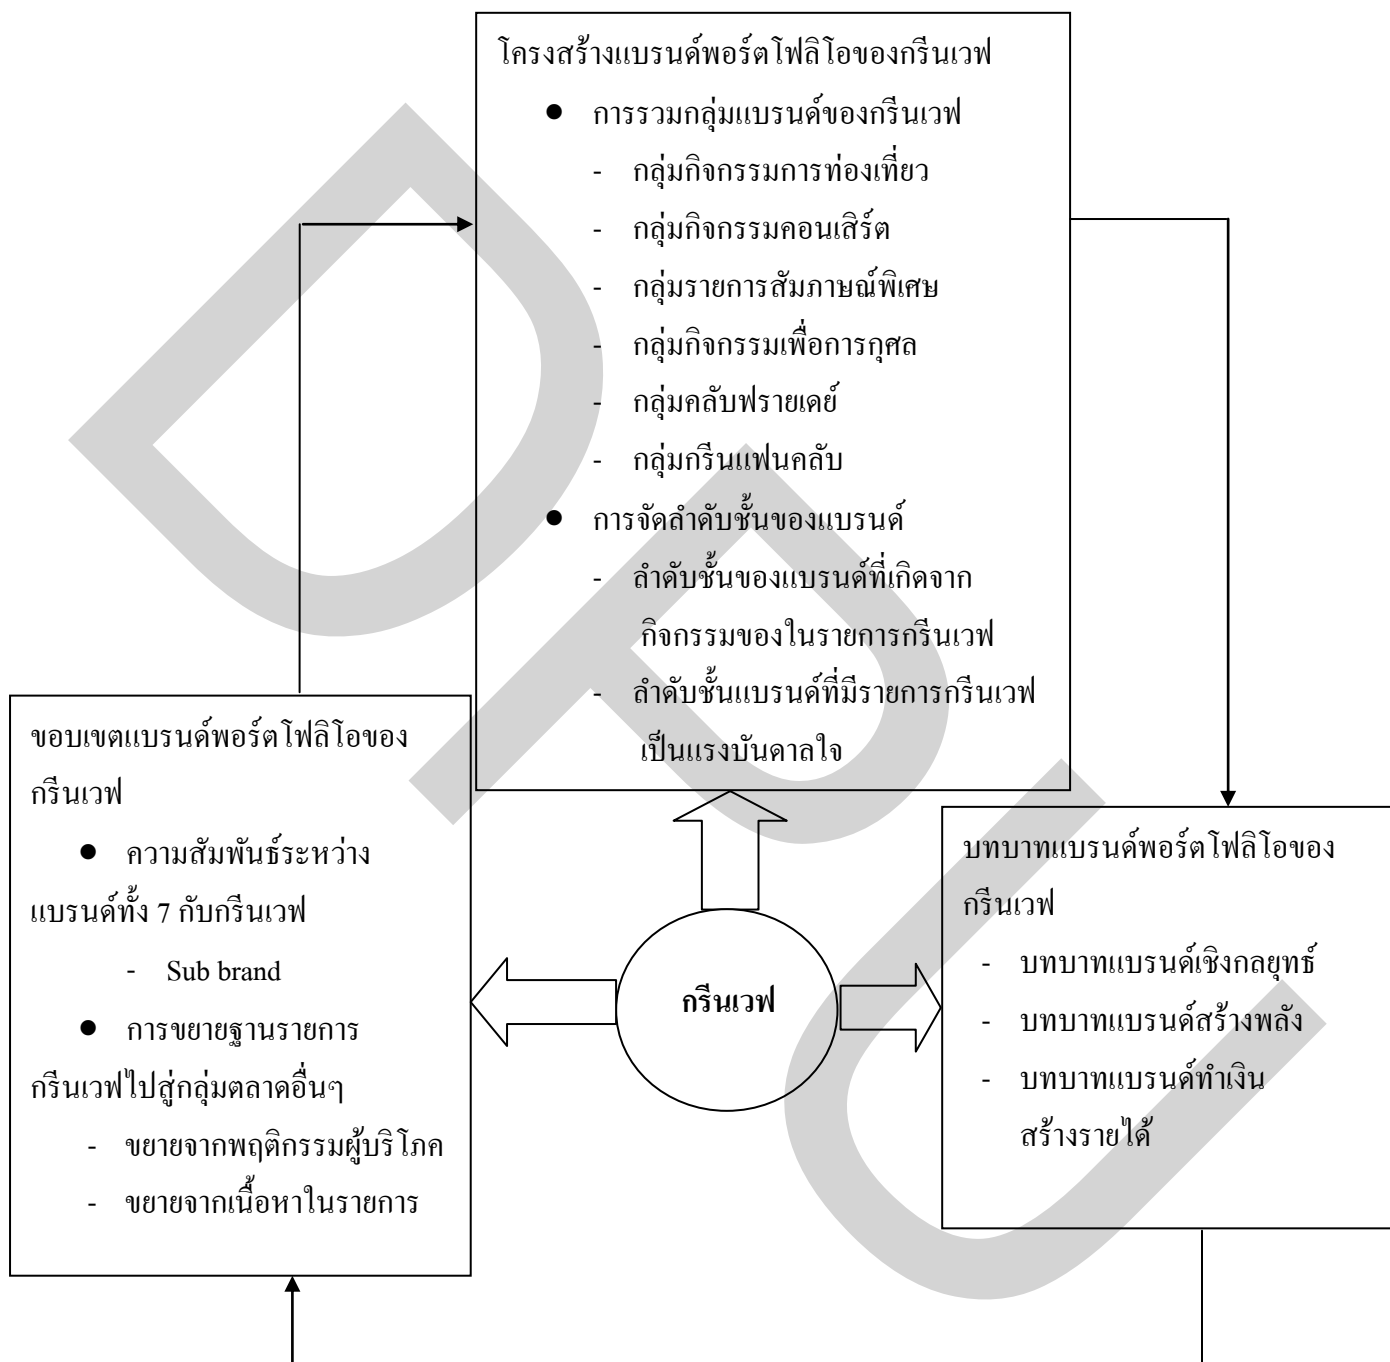 โครงสร้างแบรนด์พอร์ตโฟลิโอของกรีนเวฟ
● การรวมกลุ่มแบรนด์ของกรีนเวฟ
- กลุ่มกิจกรรมการท่องเที่ยว
- กลุ่มกิจกรรมคอนเสิร์ต
- กลุ่มรายการสัมภาษณ์พิเศษ
- กลุ่มกิจกรรมเพื่อการกุศล
- กลุ่มคลับฟรายเดย์
- กลุ่มกรีนแฟนคลับ
● การจัดลำดับชั้นของแบรนด์
- ลำดับชั้นของแบรนด์ที่เกิดจาก
กิจกรรมของในรายการกรีนเวฟ
- ลำดับชั้นแบรนด์ที่มีรายการกรีนเวฟ
เป็นแรงบันดาลใจ
ขอบเขตแบรนด์พอร์ตโฟลิโอของ
กรีนเวฟ
● ความสัมพันธ์ระหว่าง
แบรนด์ทั้ง 7 กับกรีนเวฟ
- Sub brand
● การขยายฐานรายการ
กรีนเวฟไปสู่กลุ่มตลาดอื่นๆ
- ขยายจากพฤติกรรมผู้บริโภค
- ขยายจากเนื้อหาในรายการ
กรีนเวฟ
บทบาทแบรนด์พอร์ตโฟลิโอของ
กรีนเวฟ
- บทบาทแบรนด์เชิงกลยุทธ์
- บทบาทแบรนด์สร้างพลัง
- บทบาทแบรนด์ทำเงิน
สร้างรายได้
DPU